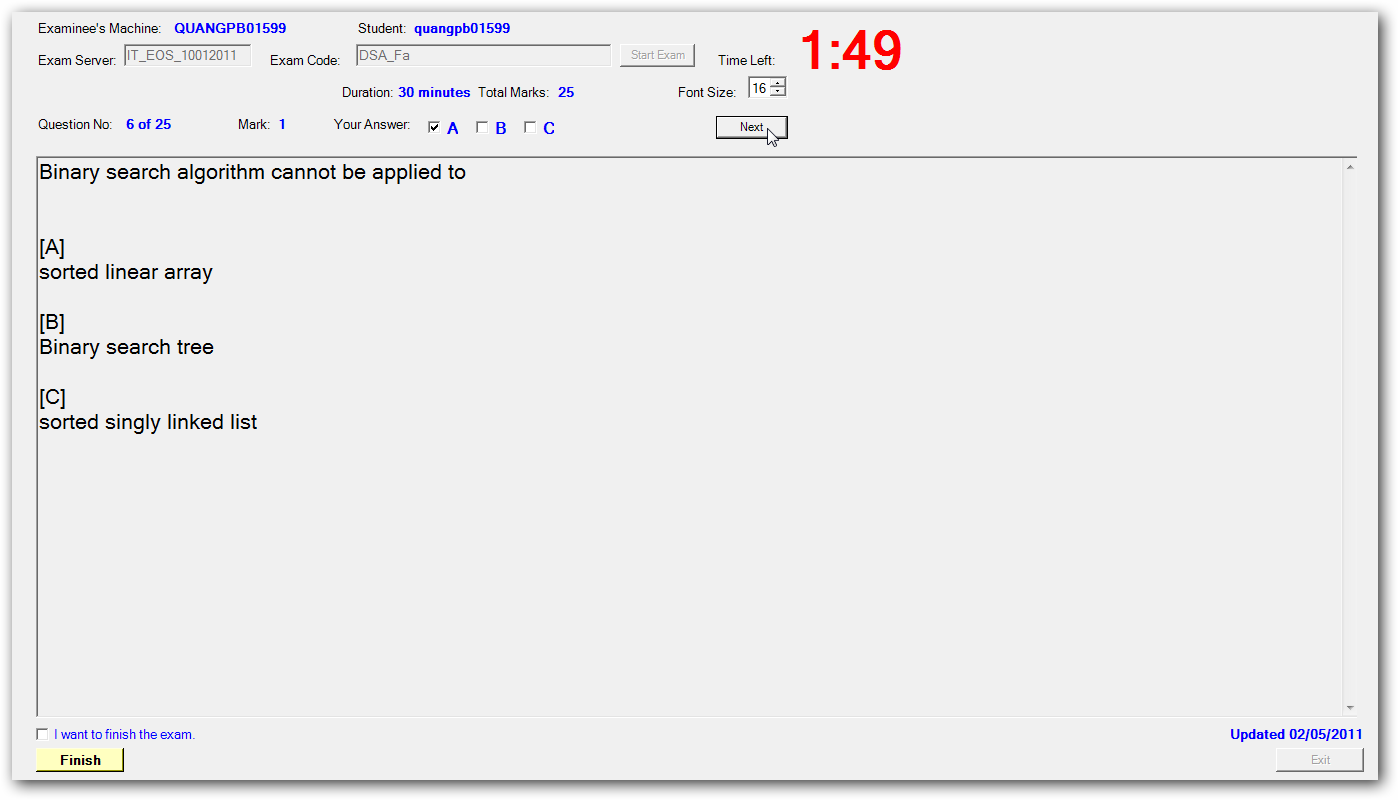 Examinee's Machine: QUANGPB01599 Student: quangpb01599
Exam Server: IT_EOS_10012011 Exam Code: DSA_Fa Start Exam Time Left: 1:49
Duration: 30 minutes Total Marks: 25 Font Size: 16
Question No: 6 of 25 Mark: 1 Your Answer: A B C Next
Binary search algorithm cannot be applied to
[A]
sorted linear array
[B]
Binary search tree
[C]
sorted singly linked list
I want to finish the exam. Updated 02/05/2011
Finish Exit